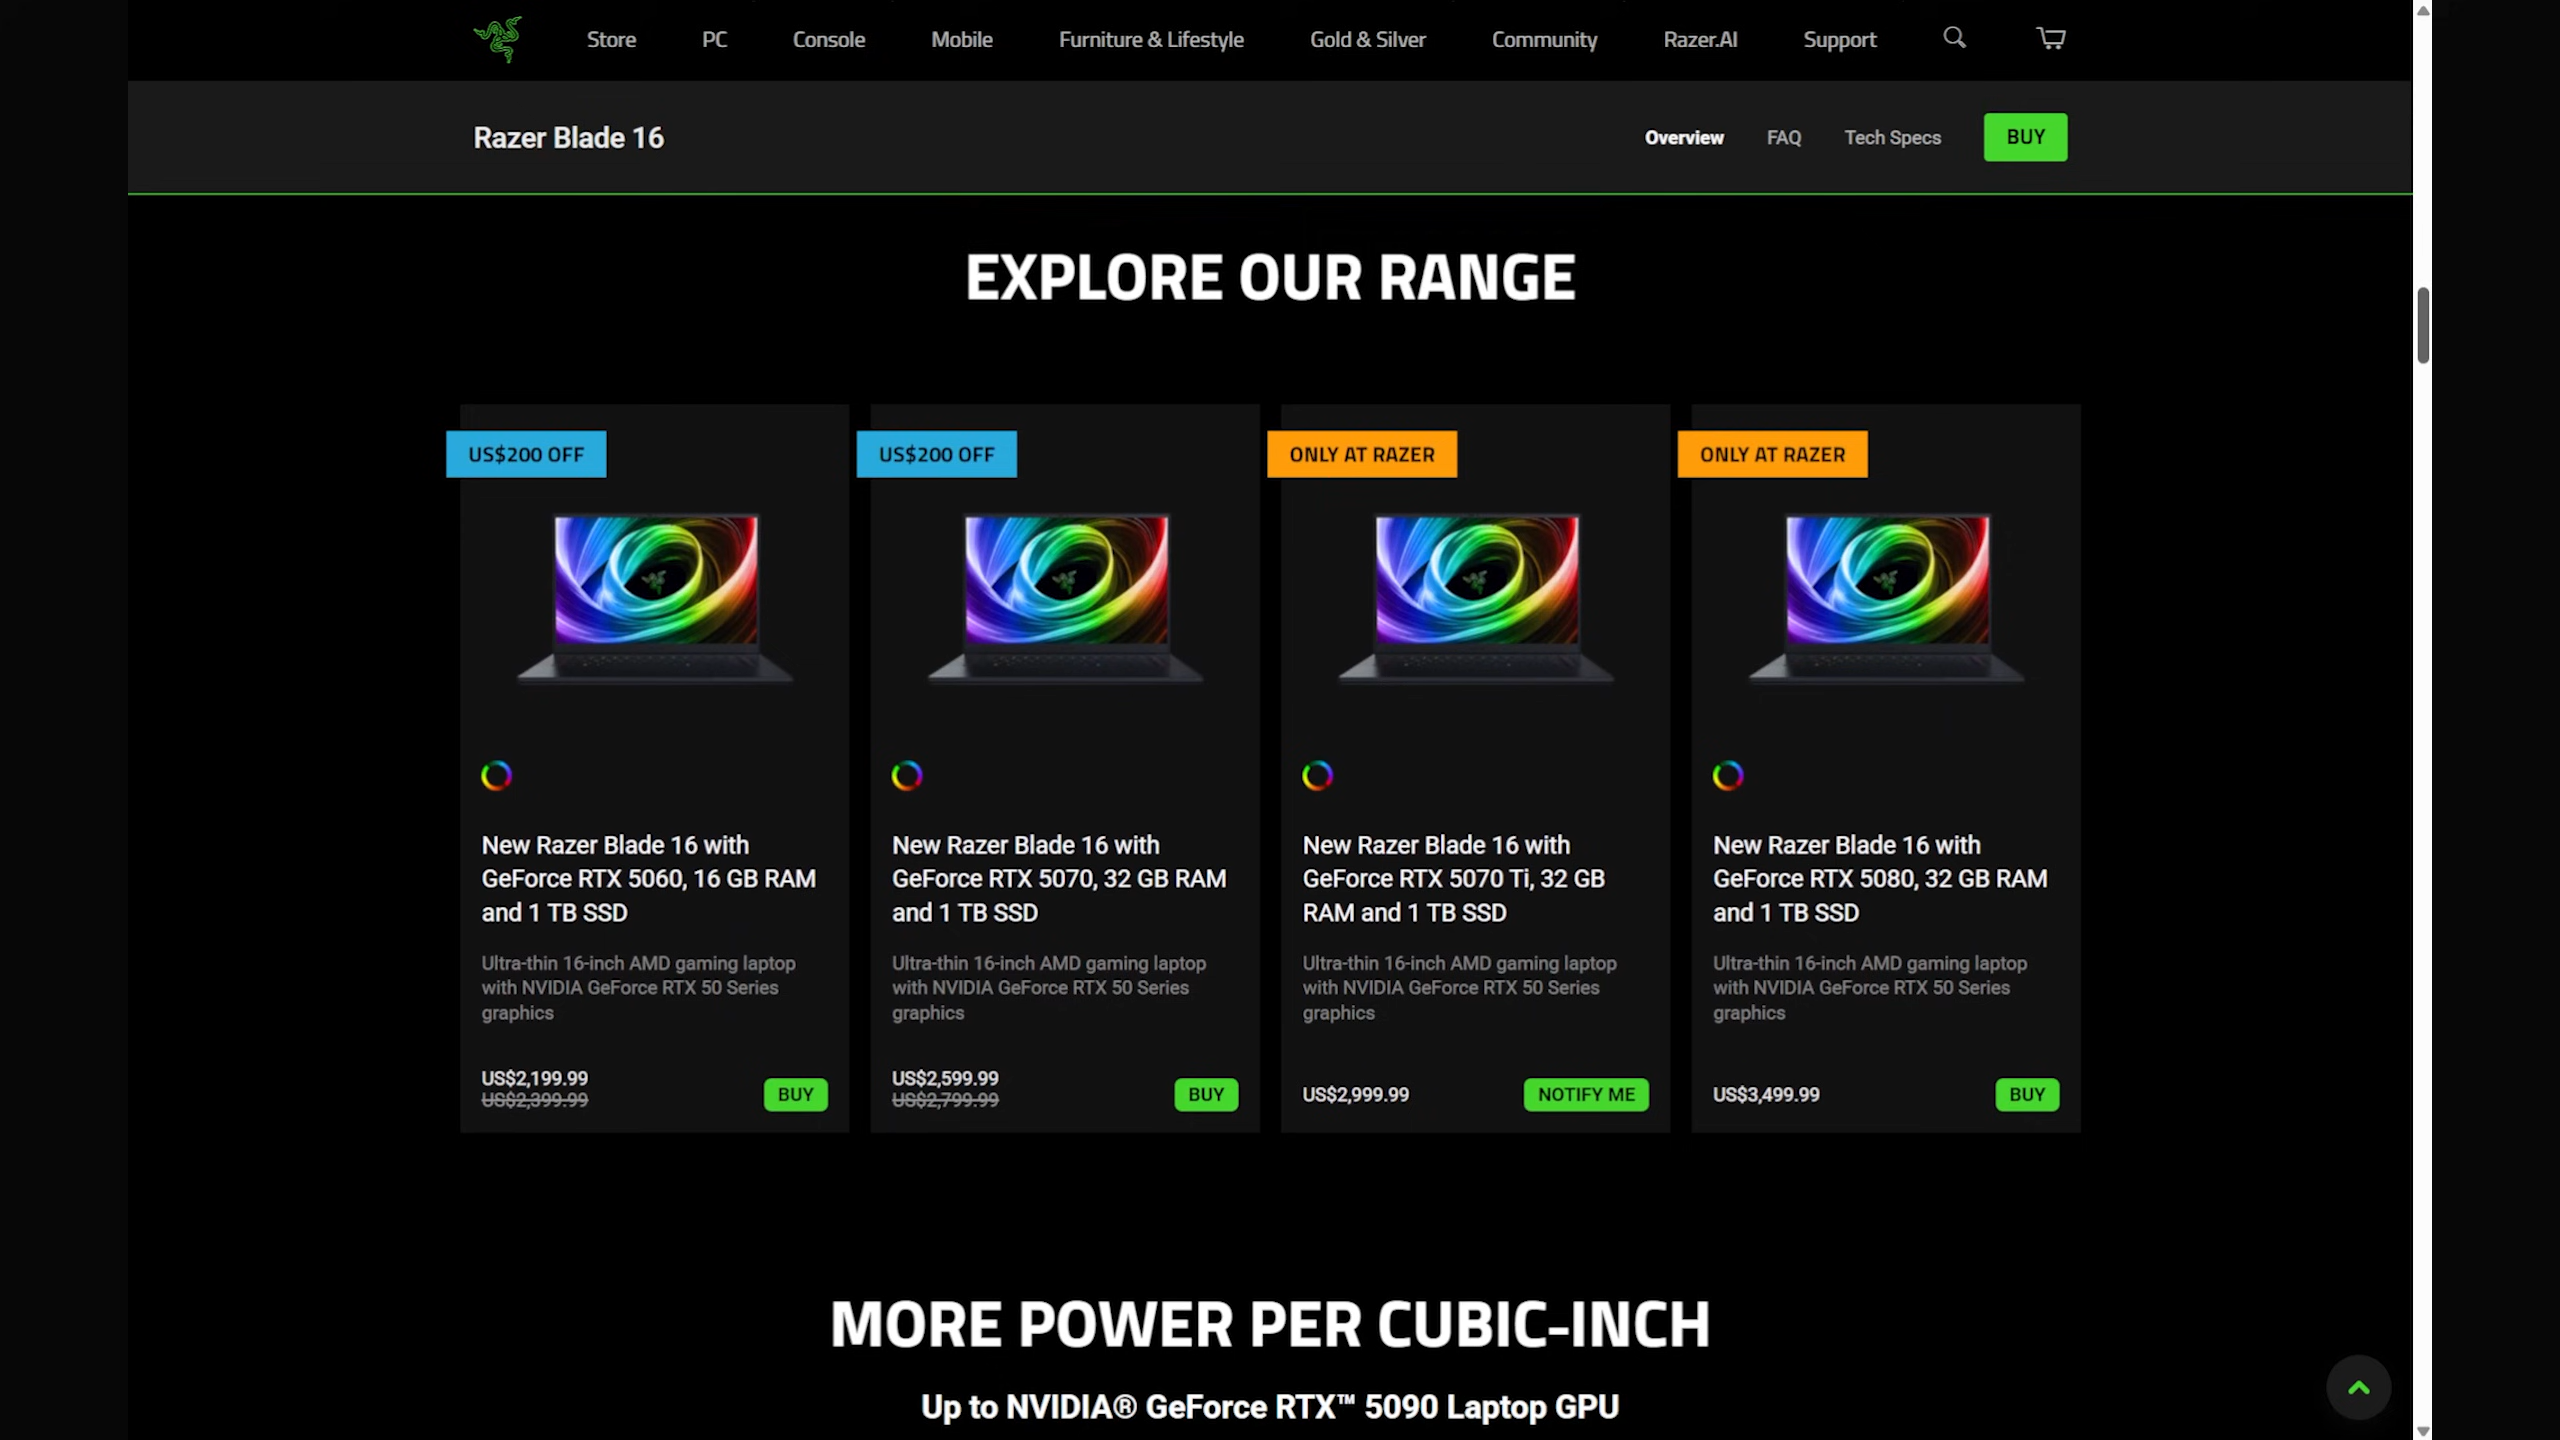 Store PC Console Mobile Furniture & Lifestyle Gold & Silver Community Razer.AI Support
Razer Blade 16
Overview FAQ Tech Specs BUY
EXPLORE OUR RANGE
US$200 OFF
New Razer Blade 16 with
GeForce RTX 5060, 16 GB RAM
and 1 TB SSD
Ultra-thin 16-inch AMD gaming laptop
with NVIDIA GeForce RTX 50 Series
graphics
US$2,199.99
US$2,399.99
BUY
US$200 OFF
New Razer Blade 16 with
GeForce RTX 5070, 32 GB RAM
and 1 TB SSD
Ultra-thin 16-inch AMD gaming laptop
with NVIDIA GeForce RTX 50 Series
graphics
US$2,599.99
US$2,799.99
BUY
ONLY AT RAZER
New Razer Blade 16 with
GeForce RTX 5070 Ti, 32 GB
RAM and 1 TB SSD
Ultra-thin 16-inch AMD gaming laptop
with NVIDIA GeForce RTX 50 Series
graphics
US$2,999.99
NOTIFY ME
ONLY AT RAZER
New Razer Blade 16 with
GeForce RTX 5080, 32 GB RAM
and 1 TB SSD
Ultra-thin 16-inch AMD gaming laptop
with NVIDIA GeForce RTX 50 Series
graphics
US$3,499.99
BUY
MORE POWER PER CUBIC-INCH
Up to NVIDIA® GeForce RTX™ 5090 Laptop GPU